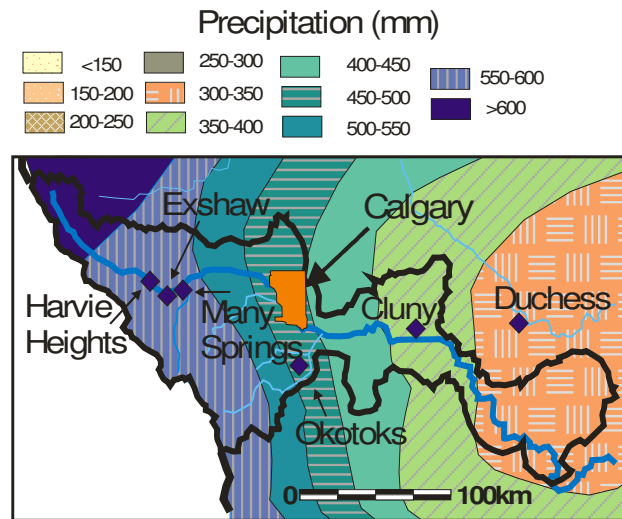 Precipitation (mm)
<150
150-200
200-250
250-300
300-350
350-400
400-450
450-500
500-550
550-600
>600
Exshaw
Calgary
Harvie
Heights
Many
Springs
Cluny
Duchess
Okotoks
0
100km